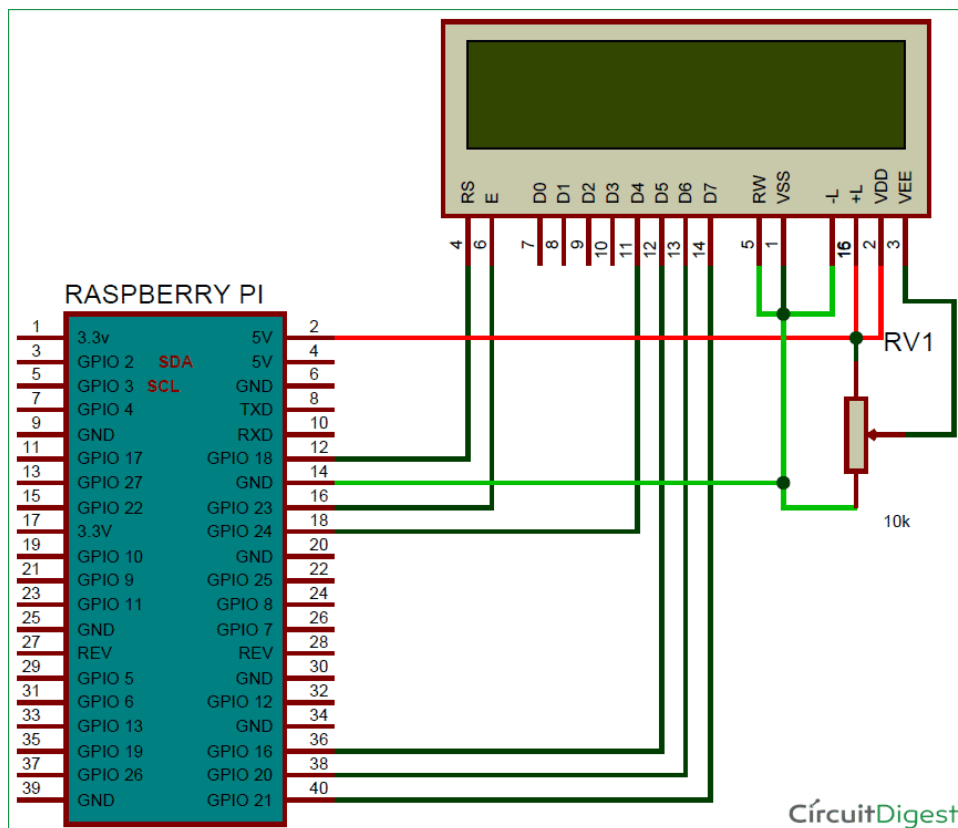 RS E D0 D1 D2 D3 D4 D5 D6 D7 RW VSS -L +L VDD VEE
4 6 7 8 9 10 11 12 13 14 5 1 16 2 3
RASPBERRY PI
RV1
10k
1 3.3v 5V 2
3 GPIO 2 SDA 5V 4
5 GPIO 3 SCL GND 6
7 GPIO 4 TXD 8
9 GND RXD 10
11 GPIO 17 GPIO 18 12
13 GPIO 27 GND 14
15 GPIO 22 GPIO 23 16
17 3.3V GPIO 24 18
19 GPIO 10 GND 20
21 GPIO 9 GPIO 25 22
23 GPIO 11 GPIO 8 24
25 GND GPIO 7 26
27 REV REV 28
29 GPIO 5 GND 30
31 GPIO 6 GPIO 12 32
33 GPIO 13 GND 34
35 GPIO 19 GPIO 16 36
37 GPIO 26 GPIO 20 38
39 GND GPIO 21 40
CírcuitDigest